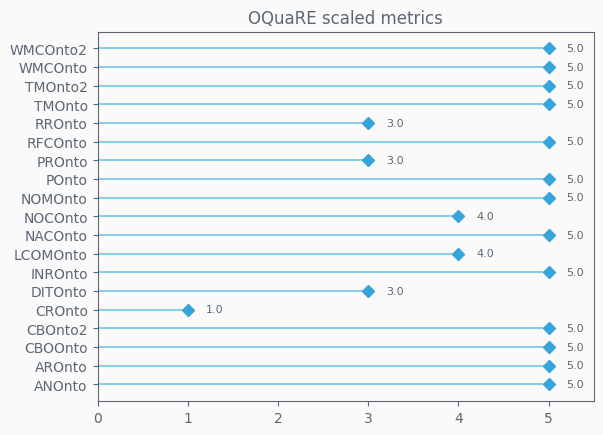 OQuaRE scaled metrics
WMCOnto2 5.0
WMCOnto 5.0
TMOnto2 5.0
TMOnto 5.0
RROnto 3.0
RFCOnto 5.0
PROnto 3.0
POnto 5.0
NOMOnto 5.0
NOCOnto 4.0
NACOnto 5.0
LCOMOnto 4.0
INROnto 5.0
DITOnto 3.0
CROnto 1.0
CBOnto2 5.0
CBOOnto 5.0
AROnto 5.0
ANOnto 5.0
0 1 2 3 4 5